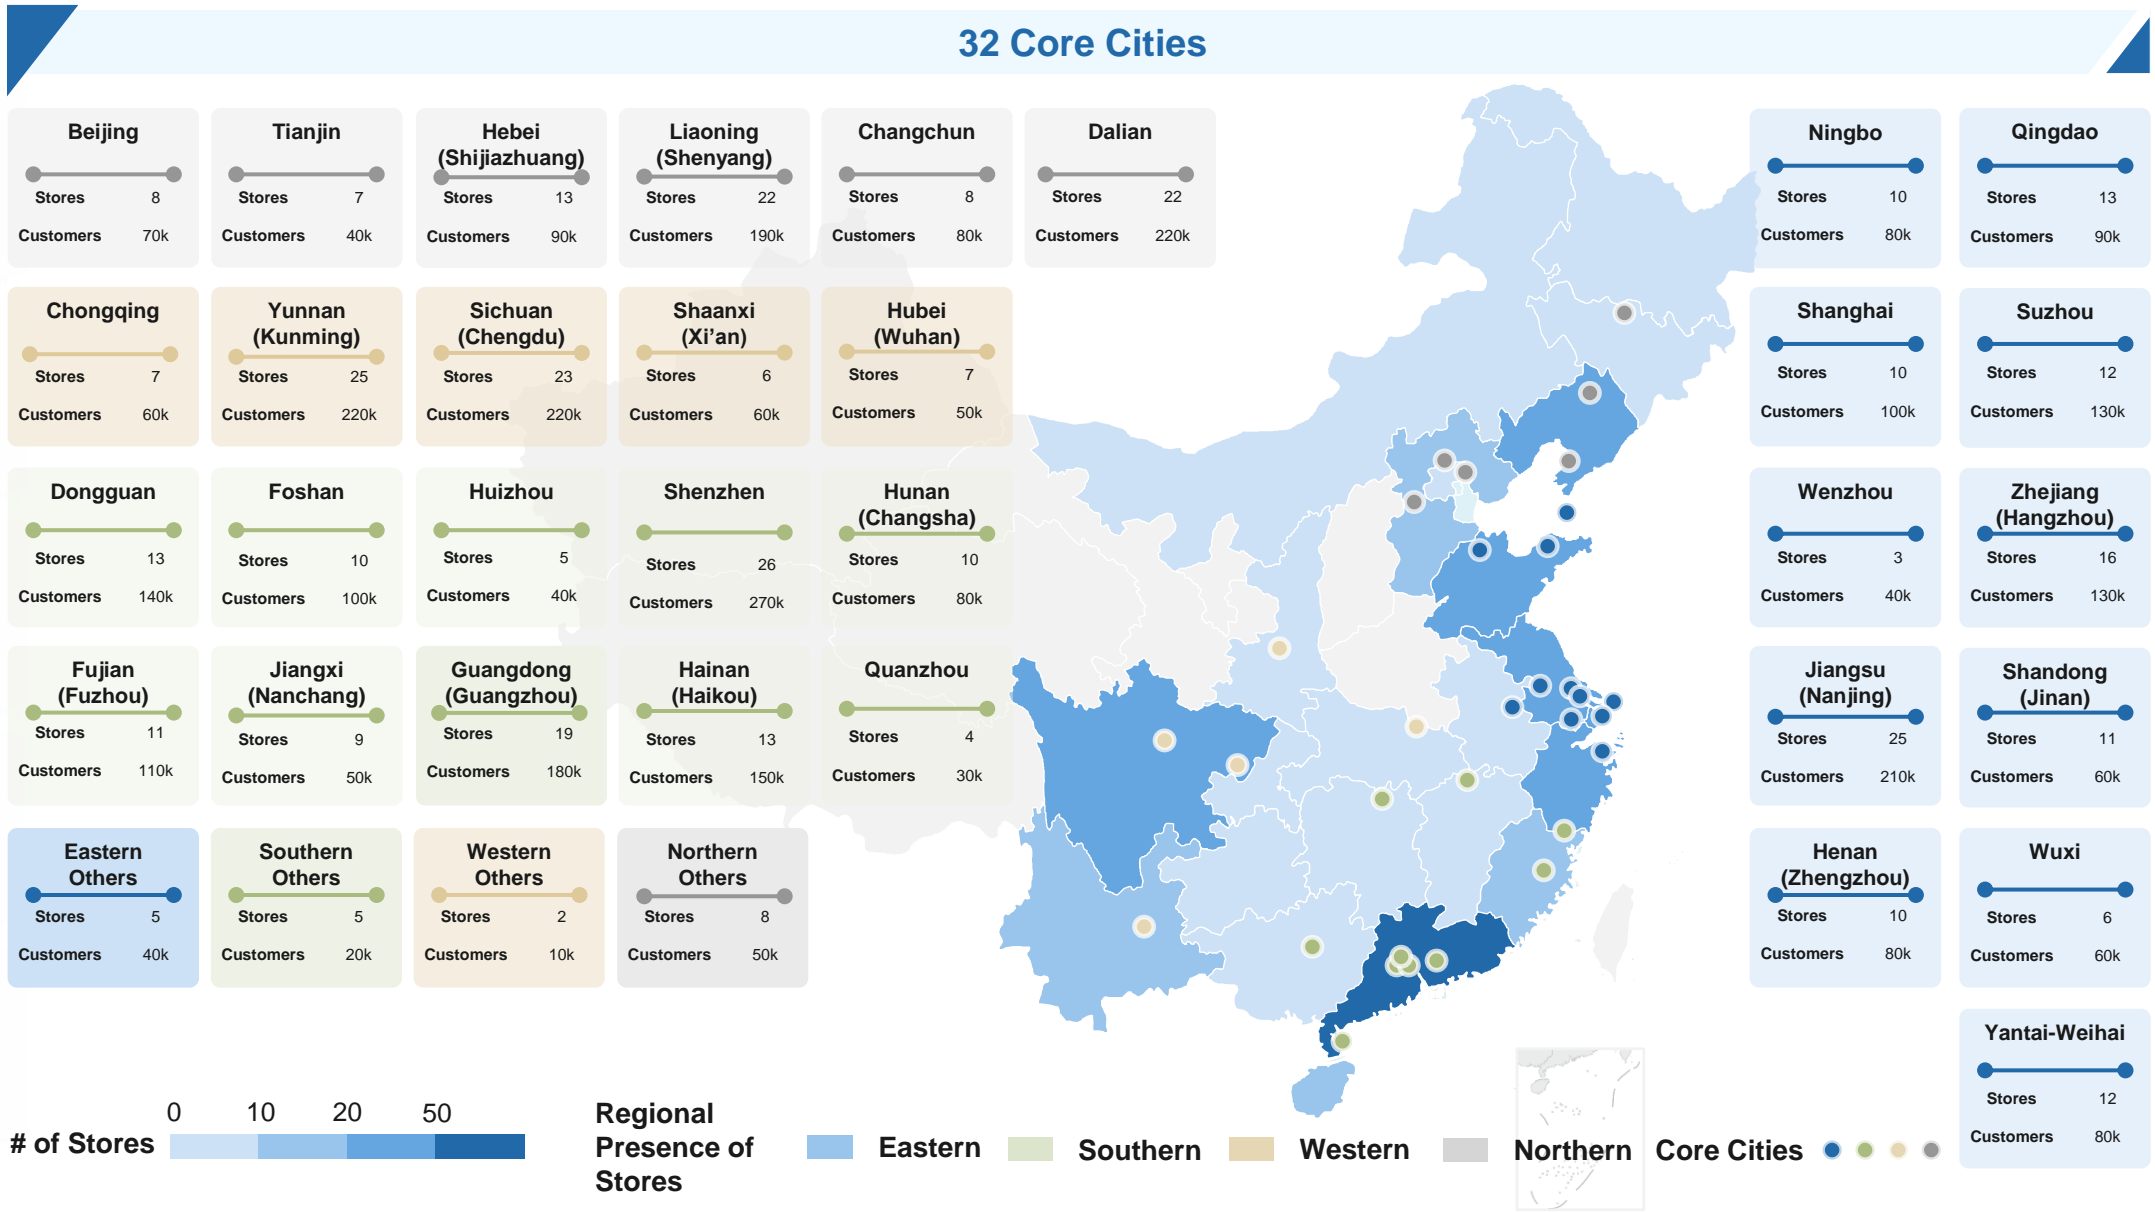 32 Core Cities
Beijing
Stores 8
Customers 70k
Tianjin
Stores 7
Customers 40k
Hebei
(Shijiazhuang)
Stores 13
Customers 90k
Liaoning
(Shenyang)
Stores 22
Customers 190k
Changchun
Stores 8
Customers 80k
Dalian
Stores 22
Customers 220k
Ningbo
Stores 10
Customers 80k
Qingdao
Stores 13
Customers 90k
Chongqing
Stores 7
Customers 60k
Yunnan
(Kunming)
Stores 25
Customers 220k
Sichuan
(Chengdu)
Stores 23
Customers 220k
Shaanxi
(Xi’an)
Stores 6
Customers 60k
Hubei
(Wuhan)
Stores 7
Customers 50k
Shanghai
Stores 10
Customers 100k
Suzhou
Stores 12
Customers 130k
Dongguan
Stores 13
Customers 140k
Foshan
Stores 10
Customers 100k
Huizhou
Stores 5
Customers 40k
Shenzhen
Stores 26
Customers 270k
Hunan
(Changsha)
Stores 10
Customers 80k
Wenzhou
Stores 3
Customers 40k
Zhejiang
(Hangzhou)
Stores 16
Customers 130k
Fujian
(Fuzhou)
Stores 11
Customers 110k
Jiangxi
(Nanchang)
Stores 9
Customers 50k
Guangdong
(Guangzhou)
Stores 19
Customers 180k
Hainan
(Haikou)
Stores 13
Customers 150k
Quanzhou
Stores 4
Customers 30k
Jiangsu
(Nanjing)
Stores 25
Customers 210k
Shandong
(Jinan)
Stores 11
Customers 60k
Eastern
Others
Stores 5
Customers 40k
Southern
Others
Stores 5
Customers 20k
Western
Others
Stores 2
Customers 10k
Northern
Others
Stores 8
Customers 50k
Henan
(Zhengzhou)
Stores 10
Customers 80k
Wuxi
Stores 6
Customers 60k
Yantai-Weihai
Stores 12
Customers 80k
# of Stores
0 10 20 50
Regional
Presence of
Stores
Eastern
Southern
Western
Northern
Core Cities